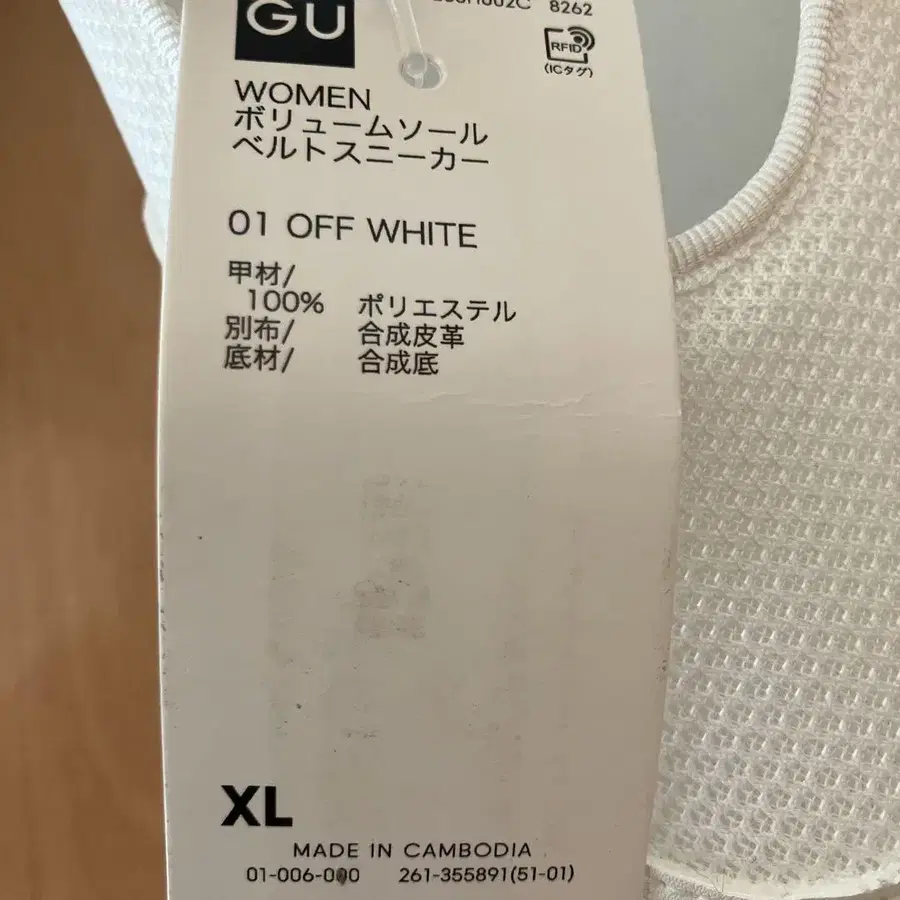 GU
8262
RFID
(ICタグ)
WOMEN
ボリュームソール
ベルトスニーカー
01 OFF WHITE
甲材/
100% ポリエステル
別布/ 合成皮革
底材/ 合成底
XL
MADE IN CAMBODIA
01-006-000 261-355891(51-01)